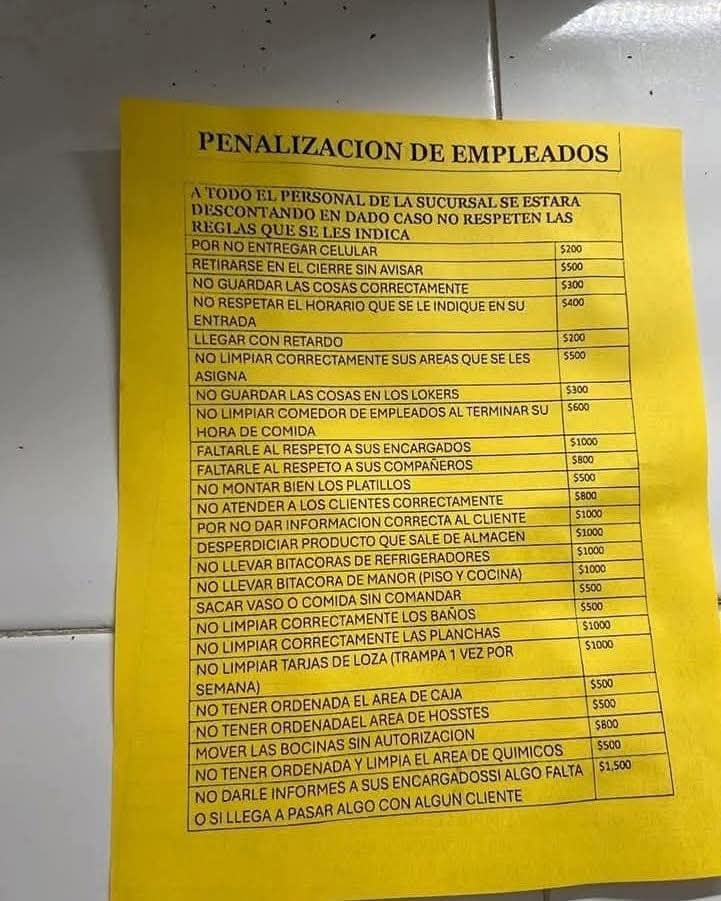 PENALIZACION DE EMPLEADOS
A TODO EL PERSONAL DE LA SUCURSAL SE ESTARA
DESCONTANDO EN DADO CASO NO RESPETEN LAS
REGLAS QUE SE LES INDICA
POR NO ENTREGAR CELULAR $200
RETIRARSE EN EL CIERRE SIN AVISAR $500
NO GUARDAR LAS COSAS CORRECTAMENTE $300
NO RESPETAR EL HORARIO QUE SE LE INDIQUE EN SU $400
ENTRADA
LLEGAR CON RETARDO $200
NO LIMPIAR CORRECTAMENTE SUS AREAS QUE SE LES $500
ASIGNA
NO GUARDAR LAS COSAS EN LOS LOKERS $300
NO LIMPIAR COMEDOR DE EMPLEADOS AL TERMINAR SU $600
HORA DE COMIDA
FALTARLE AL RESPETO A SUS ENCARGADOS $1000
FALTARLE AL RESPETO A SUS COMPAÑEROS $800
NO MONTAR BIEN LOS PLATILLOS $500
NO ATENDER A LOS CLIENTES CORRECTAMENTE $800
POR NO DAR INFORMACION CORRECTA AL CLIENTE $1000
DESPERDICIAR PRODUCTO QUE SALE DE ALMACEN $1000
NO LLEVAR BITACORAS DE REFRIGERADORES $1000
NO LLEVAR BITACORA DE MANOR (PISO Y COCINA) $1000
SACAR VASO O COMIDA SIN COMANDAR $500
NO LIMPIAR CORRECTAMENTE LOS BAÑOS $500
NO LIMPIAR CORRECTAMENTE LAS PLANCHAS $1000
NO LIMPIAR TARJAS DE LOZA (TRAMPA 1 VEZ POR $1000
SEMANA)
NO TENER ORDENADA EL AREA DE CAJA $500
NO TENER ORDENADAEL AREA DE HOSSTES $500
MOVER LAS BOCINAS SIN AUTORIZACION $800
NO TENER ORDENADA Y LIMPIA EL AREA DE QUIMICOS $500
NO DARLE INFORMES A SUS ENCARGADOSSI ALGO FALTA $1,500
O SI LLEGA A PASAR ALGO CON ALGUN CLIENTE